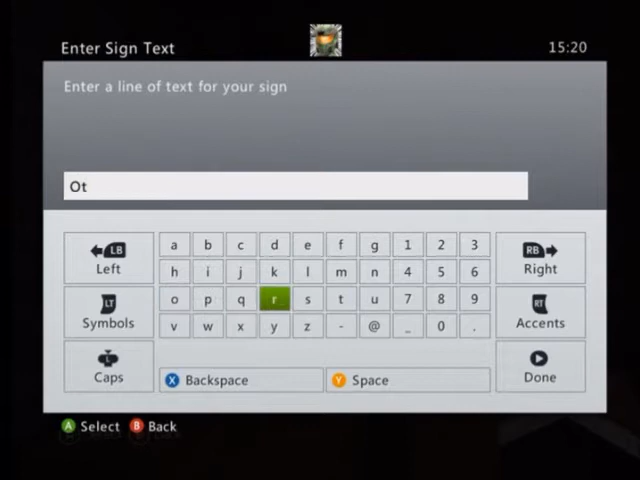 Enter Sign Text
15:20
Enter a line of text for your sign
Ot
LB
Left
a b c d e f g 1 2 3
RB
Right
h i j k l m n 4 5 6
LT
Symbols
o p q r s t u 7 8 9
RT
Accents
v w x y z - @ _ 0 .
L
Caps
X Backspace
Y Space
Done
A Select B Back